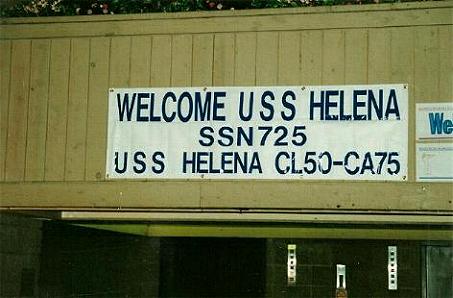 WELCOME USS HELENA
SSN725
USS HELENA CL50-CA75
We